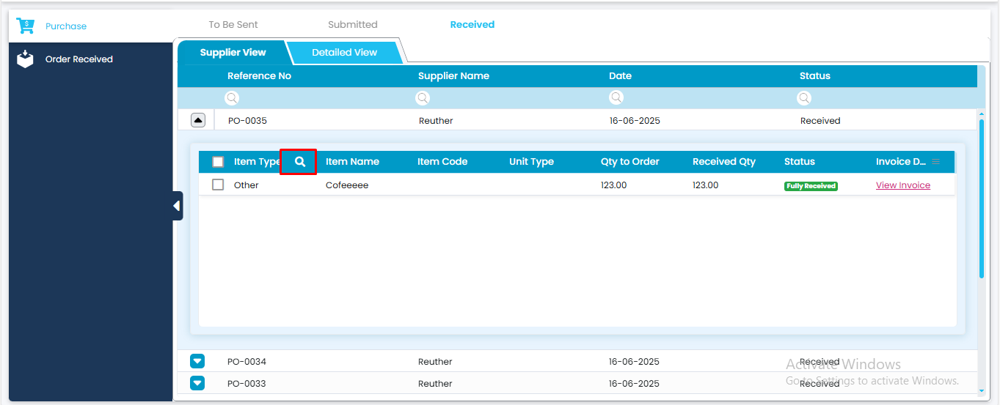 Purchase
To Be Sent Submitted Received
Order Received
Supplier View Detailed View
Reference No Supplier Name Date Status
PO-0035 Reuther 16-06-2025 Received
Item Type Item Name Item Code Unit Type Qty to Order Received Qty Status Invoice D...
Other Cofeeeee 123.00 123.00 Fully Received View Invoice
PO-0034 Reuther 16-06-2025 Received
PO-0033 Reuther 16-06-2025 Received
Activate Windows
Go to Settings to activate Windows.